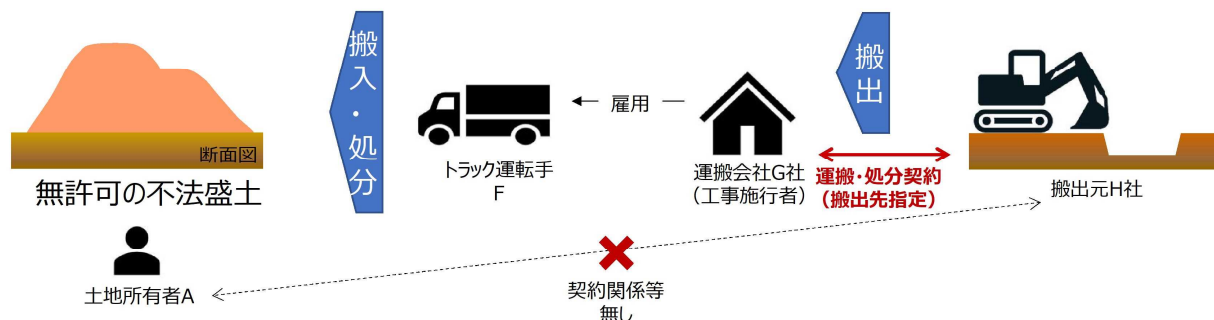 搬入・処分
搬出
← 雇用 ―
断面図
無許可の不法盛土
トラック運転手
F
運搬会社G社
(工事施行者)
運搬・処分契約
(搬出先指定)
搬出元H社
土地所有者A
契約関係等
無し